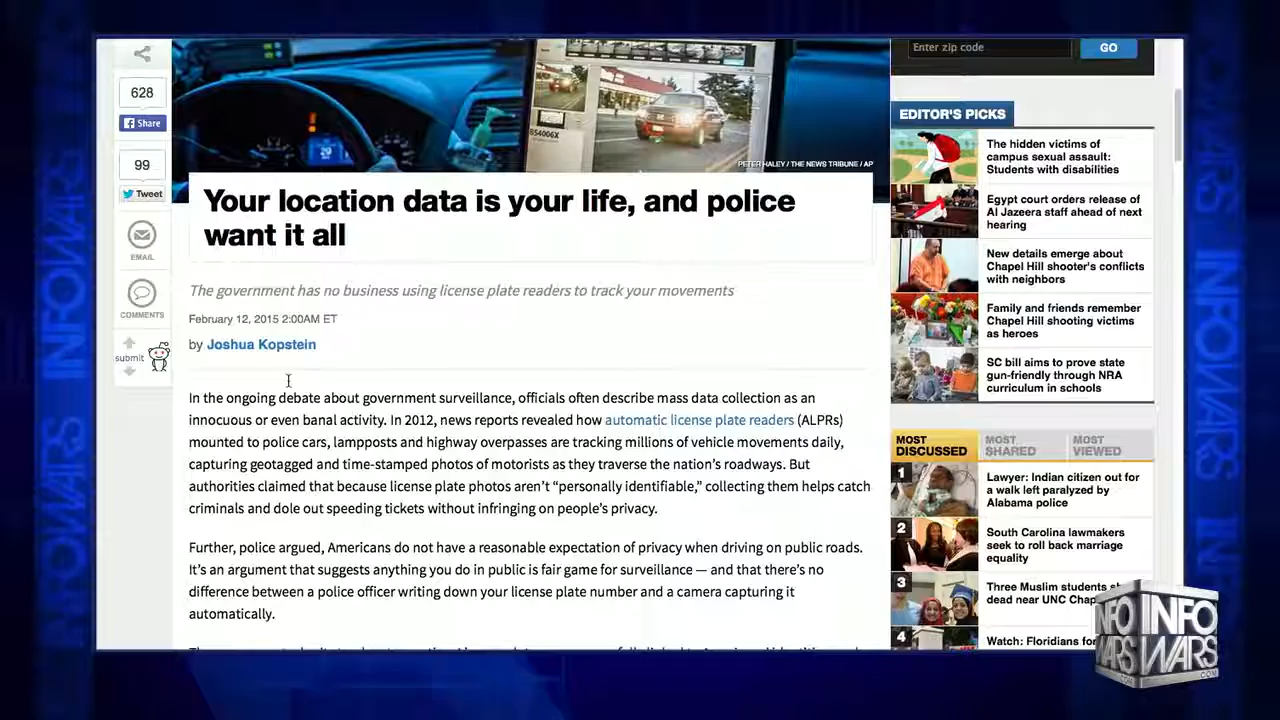 628
Share
99
Tweet
EMAIL
COMMENTS
submit
854006X
PETER HALEY / THE NEWS TRIBUNE / AP
Your location data is your life, and police
want it all
The government has no business using license plate readers to track your movements
February 12, 2015 2:00AM ET
by Joshua Kopstein
In the ongoing debate about government surveillance, officials often describe mass data collection as an
innocuous or even banal activity. In 2012, news reports revealed how automatic license plate readers (ALPRs)
mounted to police cars, lampposts and highway overpasses are tracking millions of vehicle movements daily,
capturing geotagged and time-stamped photos of motorists as they traverse the nation's roadways. But
authorities claimed that because license plate photos aren't “personally identifiable,” collecting them helps catch
criminals and dole out speeding tickets without infringing on people's privacy.
Further, police argued, Americans do not have a reasonable expectation of privacy when driving on public roads.
It's an argument that suggests anything you do in public is fair game for surveillance — and that there's no
difference between a police officer writing down your license plate number and a camera capturing it
automatically.
Enter zip code
GO
EDITOR'S PICKS
The hidden victims of
campus sexual assault:
Students with disabilities
Egypt court orders release of
Al Jazeera staff ahead of next
hearing
New details emerge about
Chapel Hill shooter's conflicts
with neighbors
Family and friends remember
Chapel Hill shooting victims
as heroes
SC bill aims to prove state
gun-friendly through NRA
curriculum in schools
MOST
DISCUSSED
MOST
SHARED
MOST
VIEWED
1
Lawyer: Indian citizen out for
a walk left paralyzed by
Alabama police
2
South Carolina lawmakers
seek to roll back marriage
equality
3
Three Muslim students
dead near UNC
4
Watch: Floridians
INFO
WARS
.COM
INFO
WARS
.COM
INFOWARS
INFOWARS